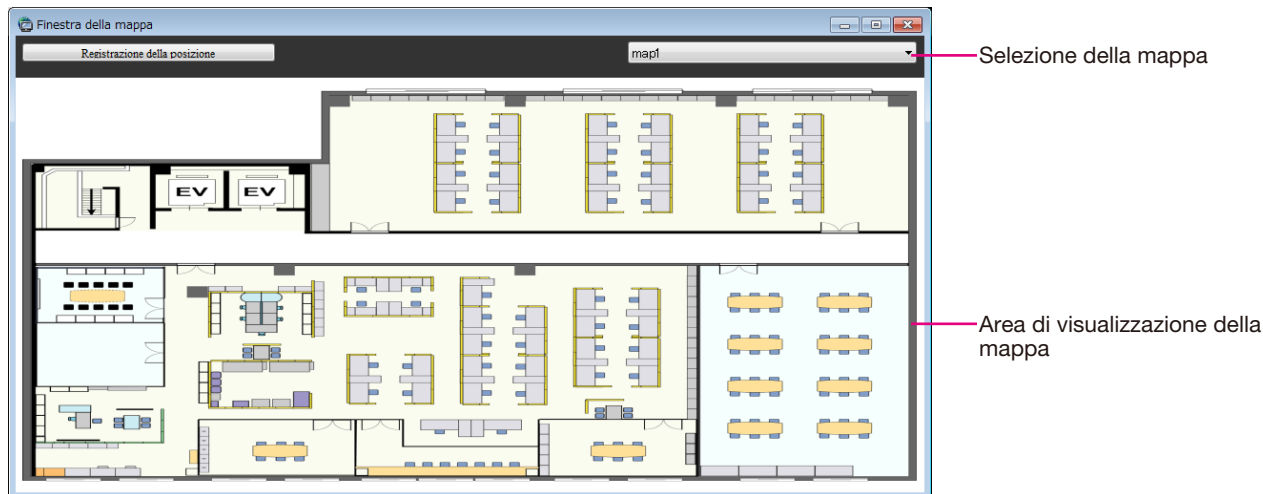 Finestra della mappa
Registrazione della posizione
map1
Selezione della mappa
EV EV
Area di visualizzazione della
mappa